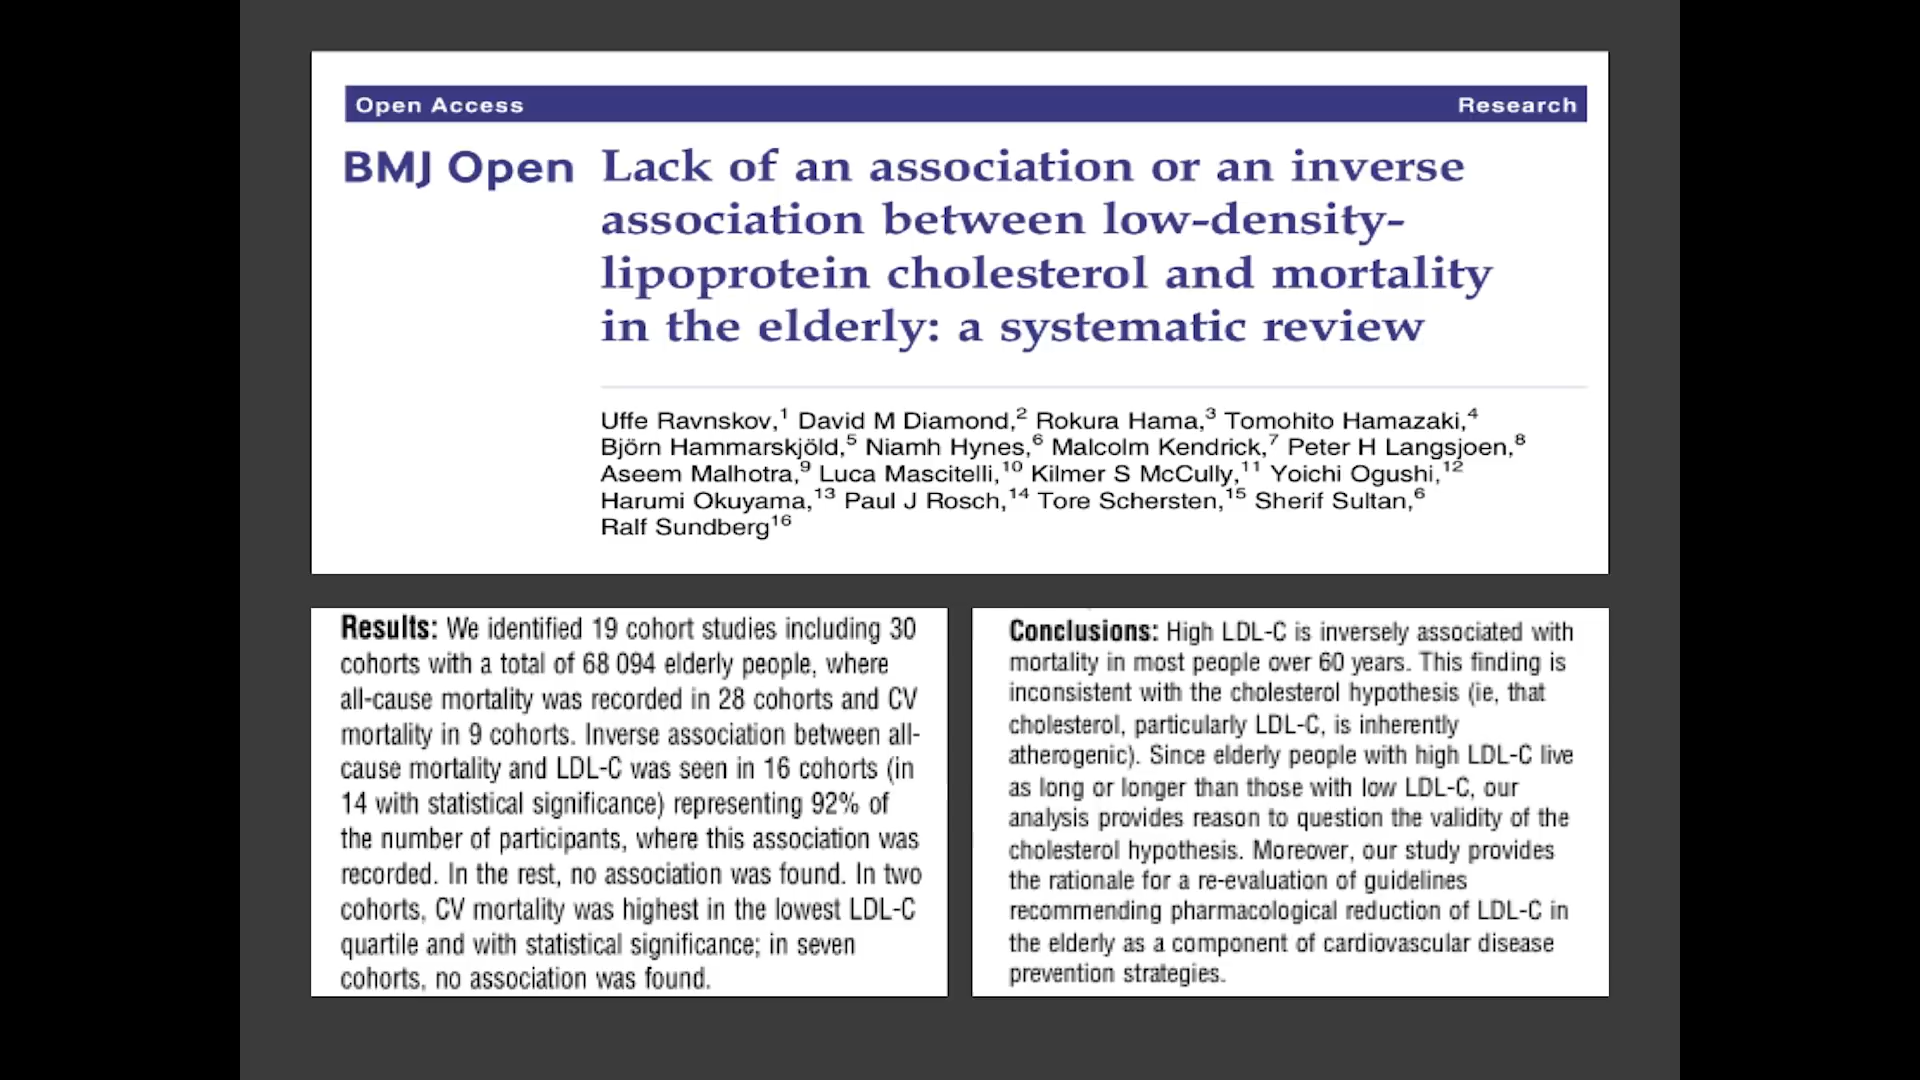 Open Access
Research
BMJ Open
Lack of an association or an inverse
association between low-density-
lipoprotein cholesterol and mortality
in the elderly: a systematic review
Uffe Ravnskov,1 David M Diamond,2 Rokura Hama,3 Tomohito Hamazaki,4
Björn Hammarskjöld,5 Niamh Hynes,6 Malcolm Kendrick,7 Peter H Langsjoen,8
Aseem Malhotra,9 Luca Mascitelli,10 Kilmer S McCully,11 Yoichi Ogushi,12
Harumi Okuyama,13 Paul J Rosch,14 Tore Schersten,15 Sherif Sultan,6
Ralf Sundberg16
Results: We identified 19 cohort studies including 30
cohorts with a total of 68 094 elderly people, where
all-cause mortality was recorded in 28 cohorts and CV
mortality in 9 cohorts. Inverse association between all-
cause mortality and LDL-C was seen in 16 cohorts (in
14 with statistical significance) representing 92% of
the number of participants, where this association was
recorded. In the rest, no association was found. In two
cohorts, CV mortality was highest in the lowest LDL-C
quartile and with statistical significance; in seven
cohorts, no association was found.
Conclusions: High LDL-C is inversely associated with
mortality in most people over 60 years. This finding is
inconsistent with the cholesterol hypothesis (ie, that
cholesterol, particularly LDL-C, is inherently
atherogenic). Since elderly people with high LDL-C live
as long or longer than those with low LDL-C, our
analysis provides reason to question the validity of the
cholesterol hypothesis. Moreover, our study provides
the rationale for a re-evaluation of guidelines
recommending pharmacological reduction of LDL-C in
the elderly as a component of cardiovascular disease
prevention strategies.